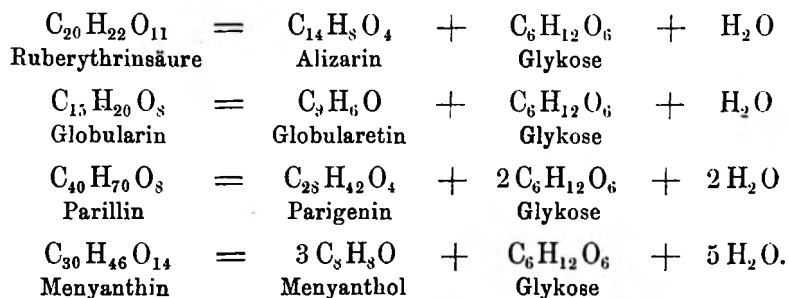 C₂₀H₂₂O₁₁ = C₁₄H₈O₄ + C₆H₁₂O₆ + H₂O
Ruberythrinsäure Alizarin Glykose
C₁₅H₂₀O₈ = C₉H₆O + C₆H₁₂O₆ + H₂O
Globularin Globularetin Glykose
C₄₀H₇₀O₈ = C₂₈H₄₂O₄ + 2C₆H₁₂O₆ + 2H₂O
Parillin Parigenin Glykose
C₃₀H₄₆O₁₄ = 3C₈H₈O + C₆H₁₂O₆ + 5H₂O.
Menyanthin Menyanthol Glykose